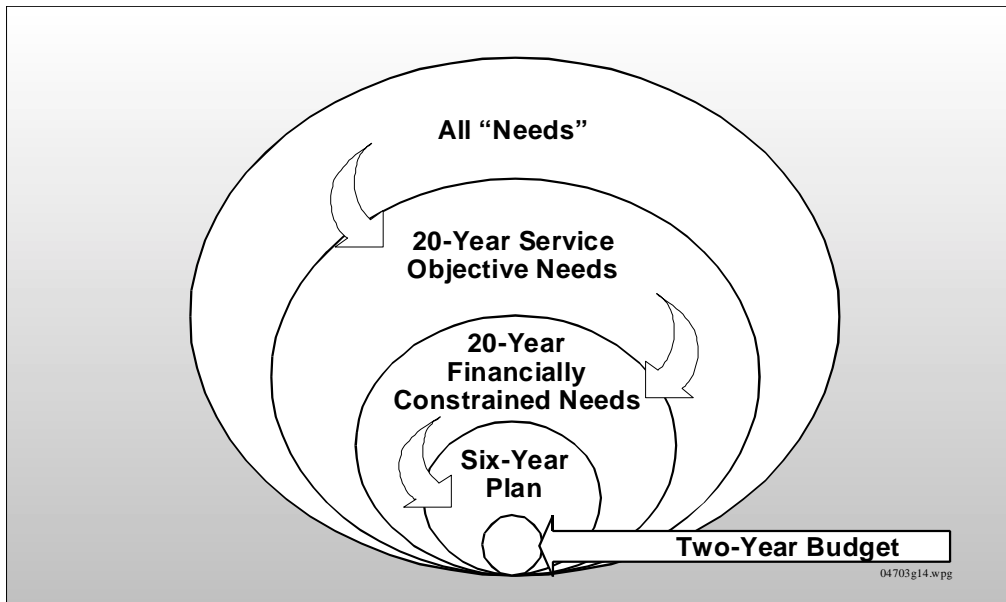 All “Needs”
20-Year Service
Objective Needs
20-Year
Financially
Constrained Needs
Six-Year
Plan
Two-Year Budget
04703g14.wpg